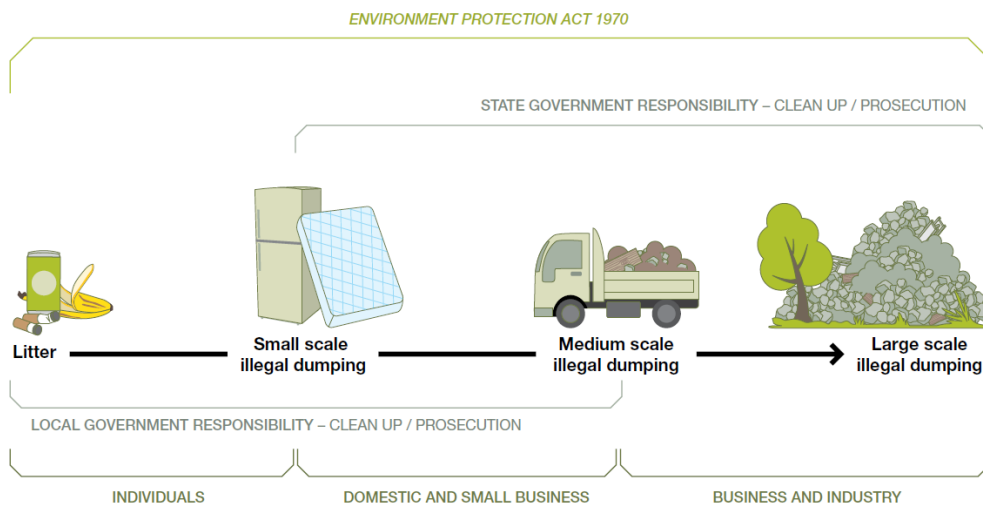 ENVIRONMENT PROTECTION ACT 1970
STATE GOVERNMENT RESPONSIBILITY – CLEAN UP / PROSECUTION
Litter
Small scale
illegal dumping
Medium scale
illegal dumping
Large scale
illegal dumping
LOCAL GOVERNMENT RESPONSIBILITY – CLEAN UP / PROSECUTION
INDIVIDUALS
DOMESTIC AND SMALL BUSINESS
BUSINESS AND INDUSTRY